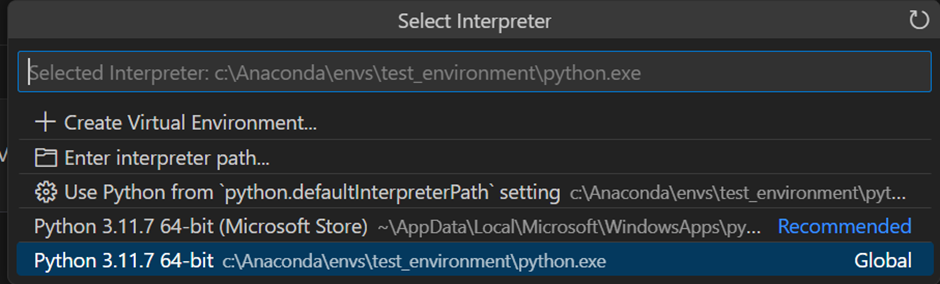 Select Interpreter
Selected Interpreter: c:\Anaconda\envs\test_environment\python.exe
Create Virtual Environment...
Enter interpreter path...
Use Python from `python.defaultInterpreterPath` setting c:\Anaconda\envs\test_environment\pyt...
Python 3.11.7 64-bit (Microsoft Store) ~\AppData\Local\Microsoft\WindowsApps\py... Recommended
Python 3.11.7 64-bit c:\Anaconda\envs\test_environment\python.exe Global